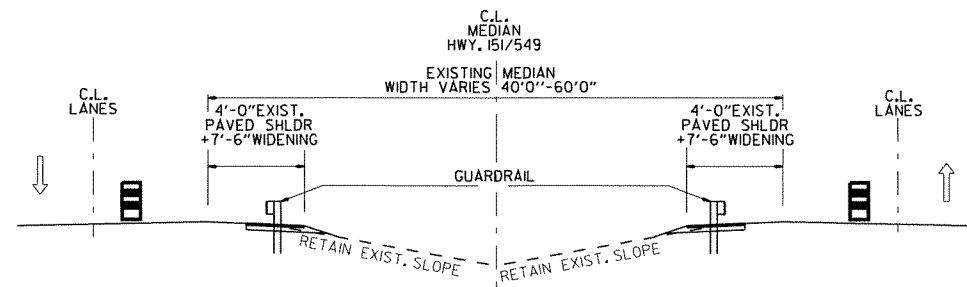 C.L.
MEDIAN
HWY. 151/549
EXISTING MEDIAN
WIDTH VARIES 40'0"-60'0"
C.L.
LANES
4'-0"EXIST.
PAVED SHLDR
+7'-6"WIDENING
4'-0"EXIST.
PAVED SHLDR
+7'-6"WIDENING
C.L.
LANES
GUARDRAIL
RETAIN EXIST. SLOPE
RETAIN EXIST. SLOPE